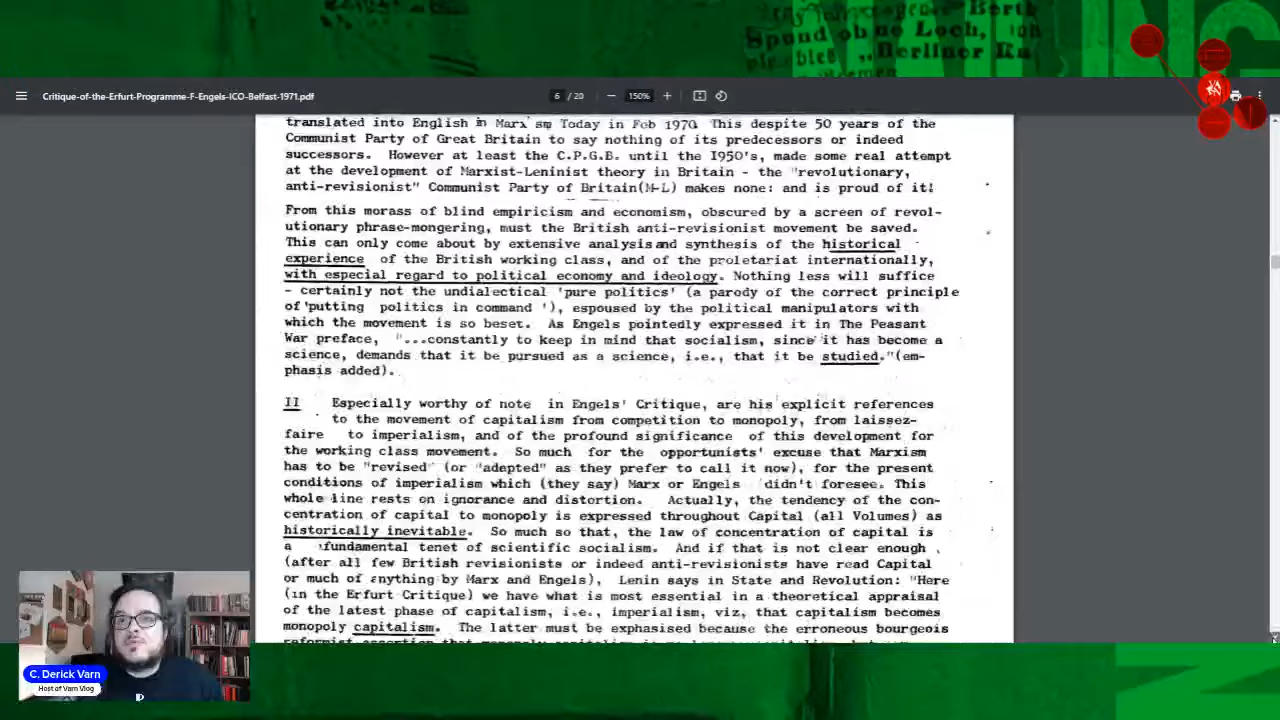 Berth
Spund ob ne Loch,
Berliner Ka
Critique-of-the-Erfurt-Programme-F-Engels-ICO-Belfast-1971.pdf
6 / 20
150%
VARN
translated into English in Marx'sm Today in Feb 1970 This despite 50 years of the
Communist Party of Great Britain to say nothing of its predecessors or indeed
successors. However at least the C.P.G.B. until the I950's, made some real attempt
at the development of Marxist-Leninist theory in Britain - the "revolutionary,
anti-revisionist" Communist Party of Britain(M-L) makes none: and is proud of it!
From this morass of blind empiricism and economism, obscured by a screen of revol-
utionary phrase-mongering, must the British anti-revisionist movement be saved.
This can only come about by extensive analysis and synthesis of the historical
experience of the British working class, and of the proletariat internationally,
with especial regard to political economy and ideology. Nothing less will suffice
- certainly not the undialectical 'pure politics' (a parody of the correct principle
of 'putting politics in command '), espoused by the political manipulators with
which the movement is so beset. As Engels pointedly expressed it in The Peasant
War preface, "...constantly to keep in mind that socialism, since it has become a
science, demands that it be pursued as a science, i.e., that it be studied."(em-
phasis added).
II Especially worthy of note in Engels' Critique, are his explicit references
to the movement of capitalism from competition to monopoly, from laissez-
faire to imperialism, and of the profound significance of this development for
the working class movement. So much for the opportunists' excuse that Marxism
has to be "revised" (or "adapted" as they prefer to call it now), for the present
conditions of imperialism which (they say) Marx or Engels didn't foresee. This
whole line rests on ignorance and distortion. Actually, the tendency of the con-
centration of capital to monopoly is expressed throughout Capital (all Volumes) as
historically inevitable. So much so that, the law of concentration of capital is
a fundamental tenet of scientific socialism. And if that is not clear enough ,
(after all few British revisionists or indeed anti-revisionists have read Capital
or much of anything by Marx and Engels), Lenin says in State and Revolution: "Here
(in the Erfurt Critique) we have what is most essential in a theoretical appraisal
of the latest phase of capitalism, i.e., imperialism, viz, that capitalism becomes
monopoly capitalism. The latter must be exphasised because the erroneous bourgeois
C. Derick Varn
Host of Varn Vlog